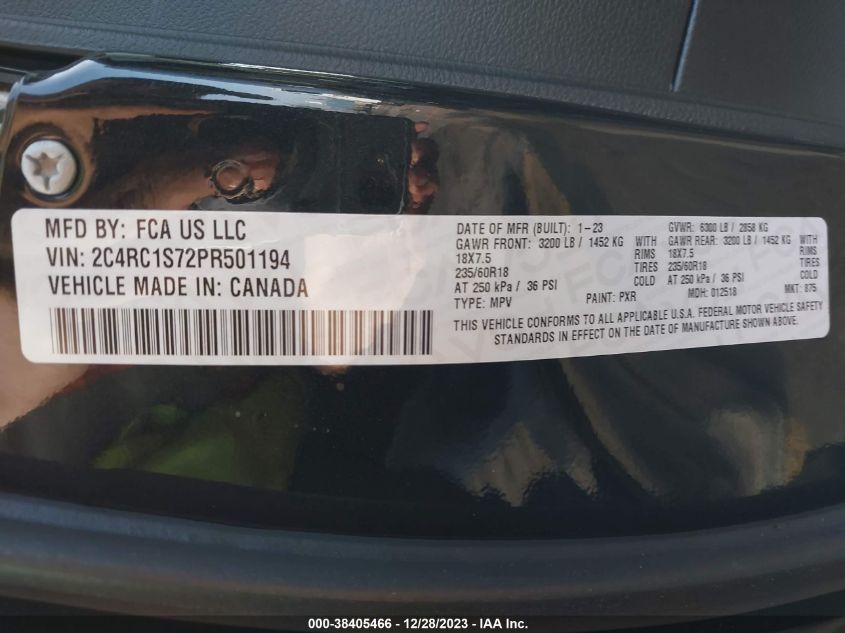 MFD BY: FCA US LLC
VIN: 2C4RC1S72PR501194
VEHICLE MADE IN: CANADA
DATE OF MFR (BUILT): 1-23 GVWR: 6300 LB / 2858 KG
GAWR FRONT: 3200 LB / 1452 KG WITH GAWR REAR: 3200 LB / 1452 KG WITH
18X7.5 RIMS 18X7.5 RIMS
235/60R18 235/60R18
AT 250 kPa / 36 PSI COLD AT 250 kPa / 36 PSI COLD
TYPE: MPV PAINT: PXR MDH: 012518 MKT: 875
THIS VEHICLE CONFORMS TO ALL APPLICABLE U.S.A. FEDERAL MOTOR VEHICLE SAFETY
STANDARDS IN EFFECT ON THE DATE OF MANUFACTURE SHOWN ABOVE.
000-38405466 - 12/28/2023 - IAA Inc.